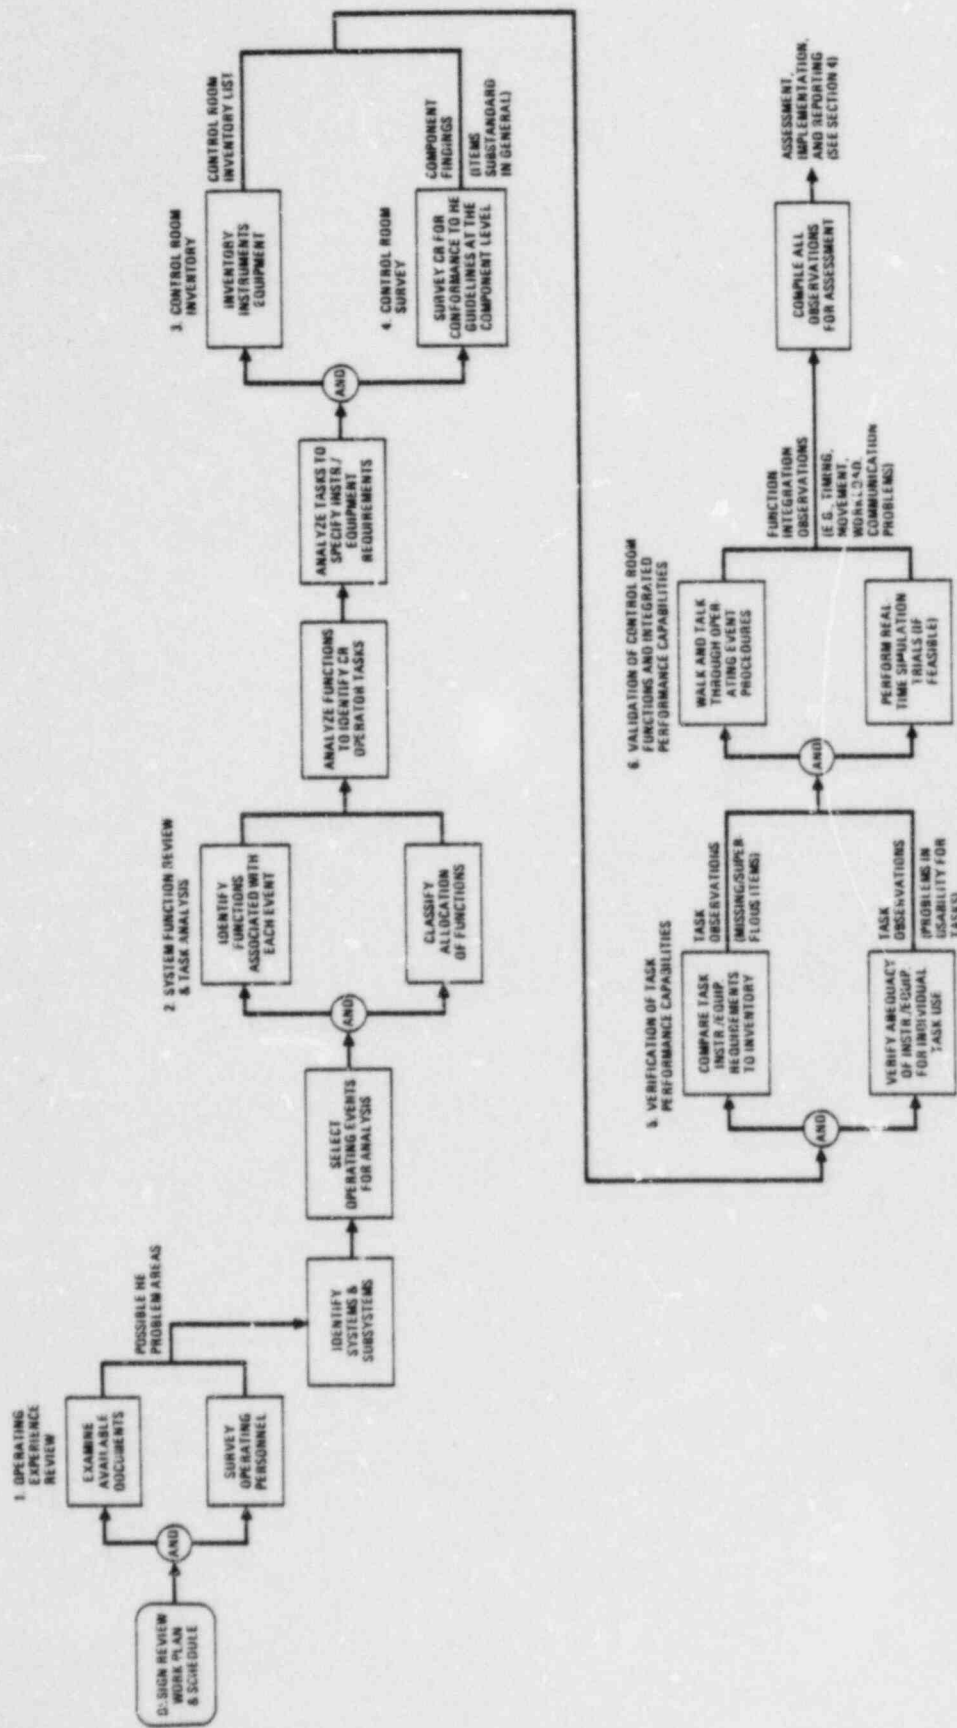 D: SIGN REVIEW
WORK PLAN
& SCHEDULE
AND
1. OPERATING
EXPERIENCE
REVIEW
EXAMINE
AVAILABLE
DOCUMENTS
SURVEY
OPERATING
PERSONNEL
POSSIBLE HE
PROBLEM AREAS
IDENTIFY
SYSTEMS &
SUBSYSTEMS
SELECT
OPERATING EVENTS
FOR ANALYSIS
AND
2. SYSTEM FUNCTION REVIEW
& TASK ANALYSIS
IDENTIFY
FUNCTIONS
ASSOCIATED WITH
EACH EVENT
CLASSIFY
ALLOCATION
OF FUNCTIONS
ANALYZE FUNCTIONS
TO IDENTIFY CR
OPERATOR TASKS
ANALYZE TASKS TO
SPECIFY INSTR./
EQUIPMENT
REQUIREMENTS
AND
3. CONTROL ROOM
INVENTORY
INVENTORY
INSTRUMENTS
EQUIPMENT
CONTROL ROOM
INVENTORY LIST
4. CONTROL ROOM
SURVEY
SURVEY CR FOR
CONFORMANCE TO HE
GUIDELINES AT THE
COMPONENT LEVEL
COMPONENT
FINDINGS
(ITEMS
SUBSTANDARD
IN GENERAL)
AND
5. VERIFICATION OF TASK
PERFORMANCE CAPABILITIES
COMPARE TASK
INSTR./EQUIP.
REQUIREMENTS
TO INVENTORY
TASK
OBSERVATIONS
(MISSING/SUPER-
FLOUS ITEMS)
VERIFY ADEQUACY
OF INSTR./EQUIP.
FOR INDIVIDUAL
TASK USE
TASK
OBSERVATIONS
(PROBLEMS IN
USABILITY FOR
TASKS)
AND
6. VALIDATION OF CONTROL ROOM
FUNCTIONS AND INTEGRATED
PERFORMANCE CAPABILITIES
WALK AND TALK
THROUGH OPER-
ATING EVENT
PROCEDURES
PERFORM REAL-
TIME SIMULATION
TRIALS (IF
FEASIBLE)
FUNCTION
INTEGRATION
OBSERVATIONS
(E.G. TIMING,
MOVEMENT,
WORKLOAD,
COMMUNICATION
PROBLEMS)
COMPILE ALL
OBSERVATIONS
FOR ASSESSMENT
ASSESSMENT,
IMPLEMENTATION,
AND REPORTING
(SEE SECTION 4)